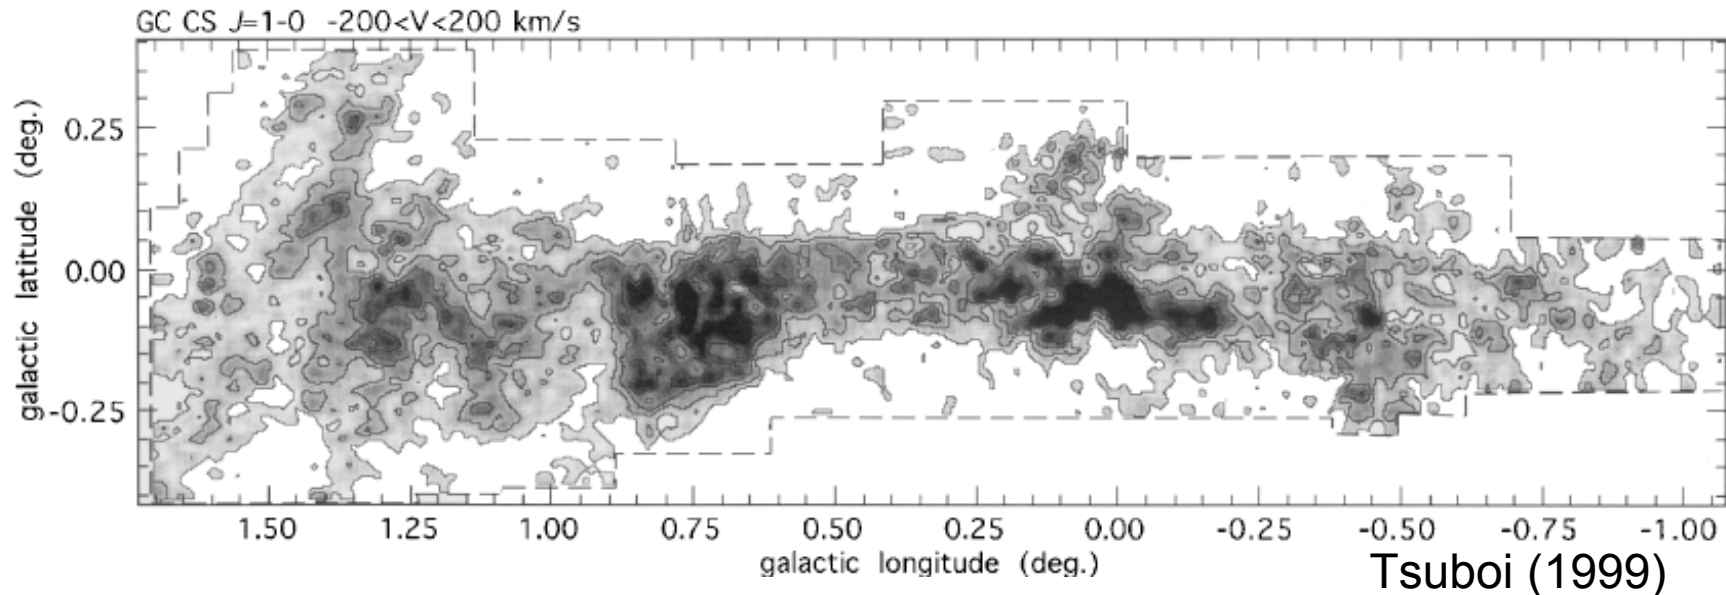 GC CS J=1-0 -200<V<200 km/s
galactic latitude (deg.)
0.25
0.00
-0.25
1.50 1.25 1.00 0.75 0.50 0.25 0.00 -0.25 -0.50 -0.75 -1.00
galactic longitude (deg.)
Tsuboi (1999)